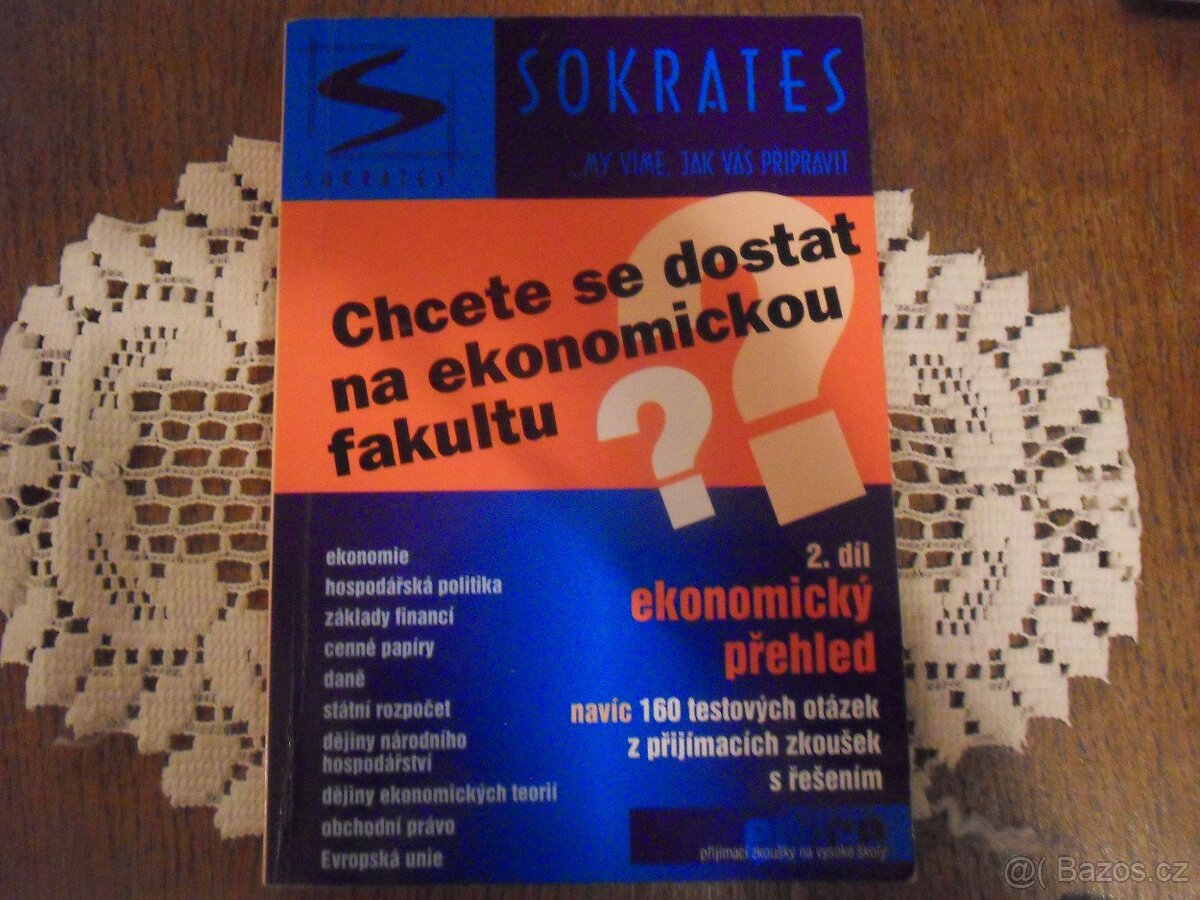 SOKRATES
SOKRATES
...MY VÍME, JAK VÁS PŘIPRAVIT
Chcete se dostat
na ekonomickou
fakultu
?
?
ekonomie
hospodářská politika
základy financí
cenné papíry
daně
státní rozpočet
dějiny národního
hospodářství
dějiny ekonomických teorií
obchodní právo
Evropská unie
2. díl
ekonomický
přehled
navíc 160 testových otázek
z přijímacích zkoušek
s řešením
přijímací zkoušky na vysoké školy
@( Bazos.cz